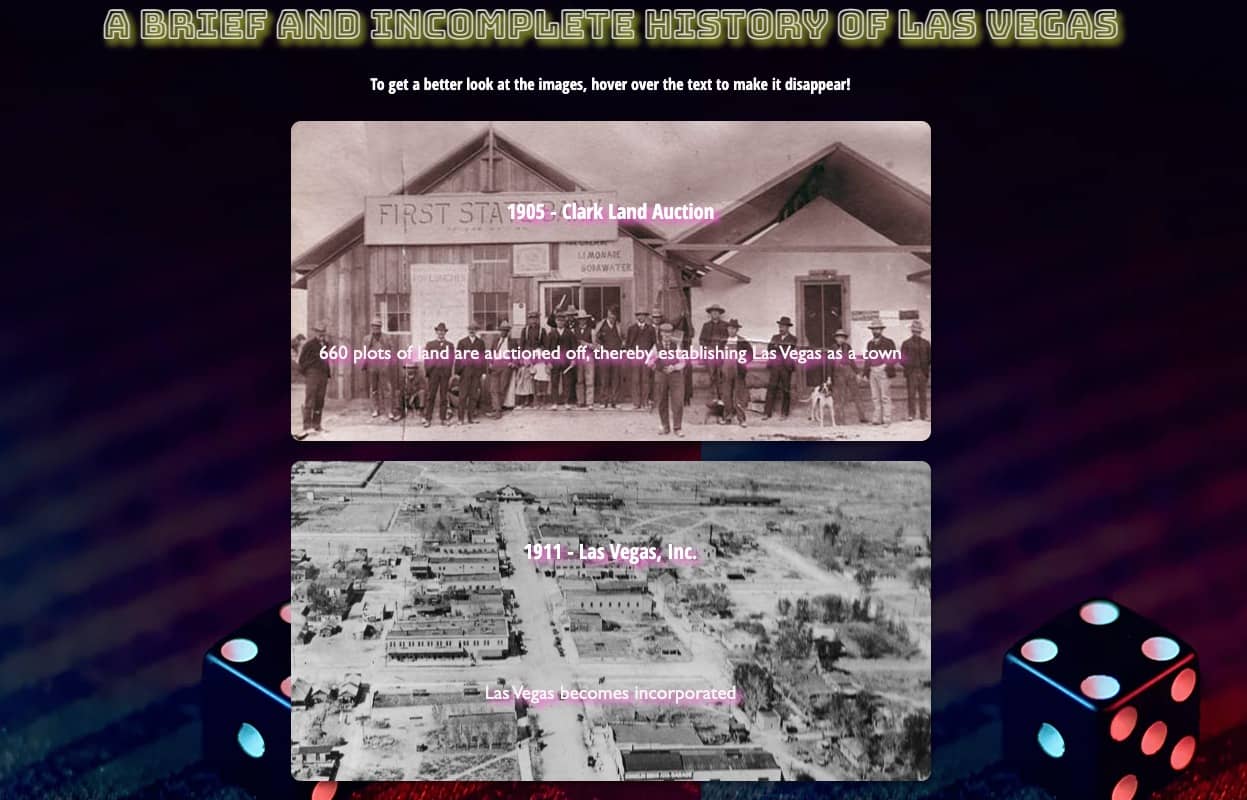 A BRIEF AND INCOMPLETE HISTORY OF LAS VEGAS
To get a better look at the images, hover over the text to make it disappear!
FIRST STATE
1905 - Clark Land Auction
LEMONADE
SODAWATER
660 plots of land are auctioned off, thereby establishing Las Vegas as a town
1911 - Las Vegas, Inc.
Las Vegas becomes incorporated